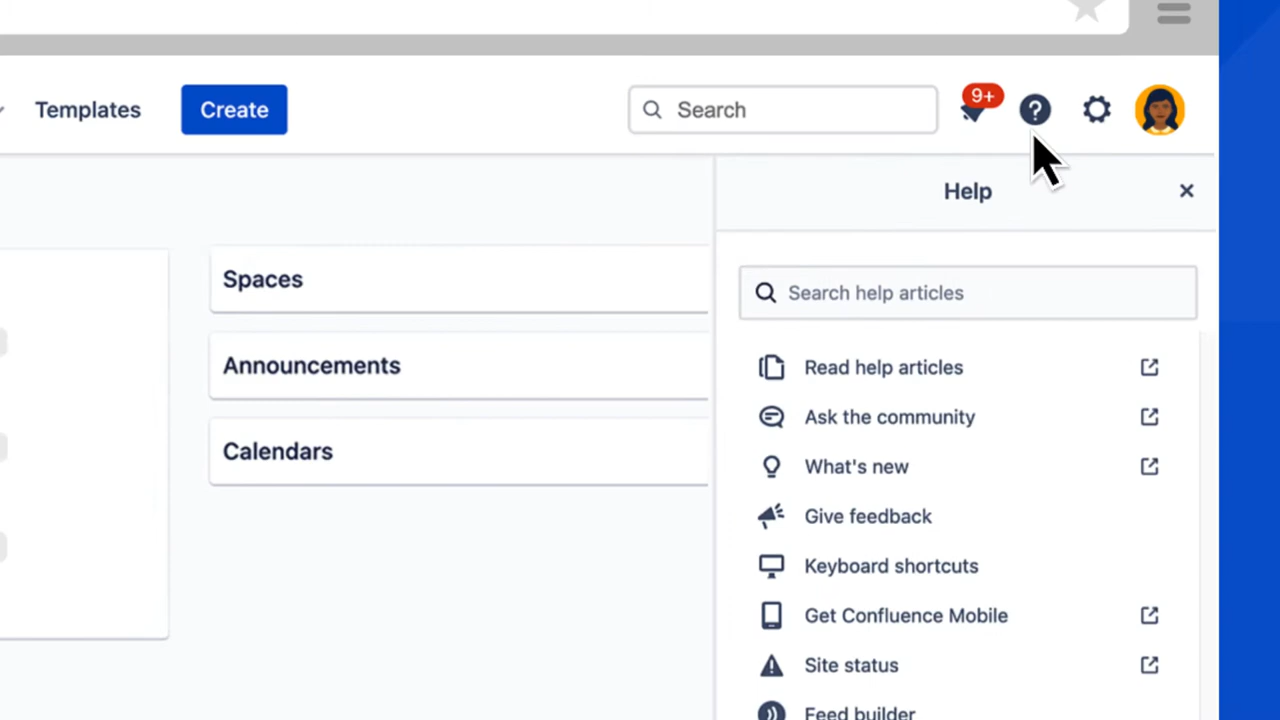 Templates
Create
Search
9+
?
Help
Spaces
Announcements
Calendars
Search help articles
Read help articles
Ask the community
What's new
Give feedback
Keyboard shortcuts
Get Confluence Mobile
Site status
Feed builder